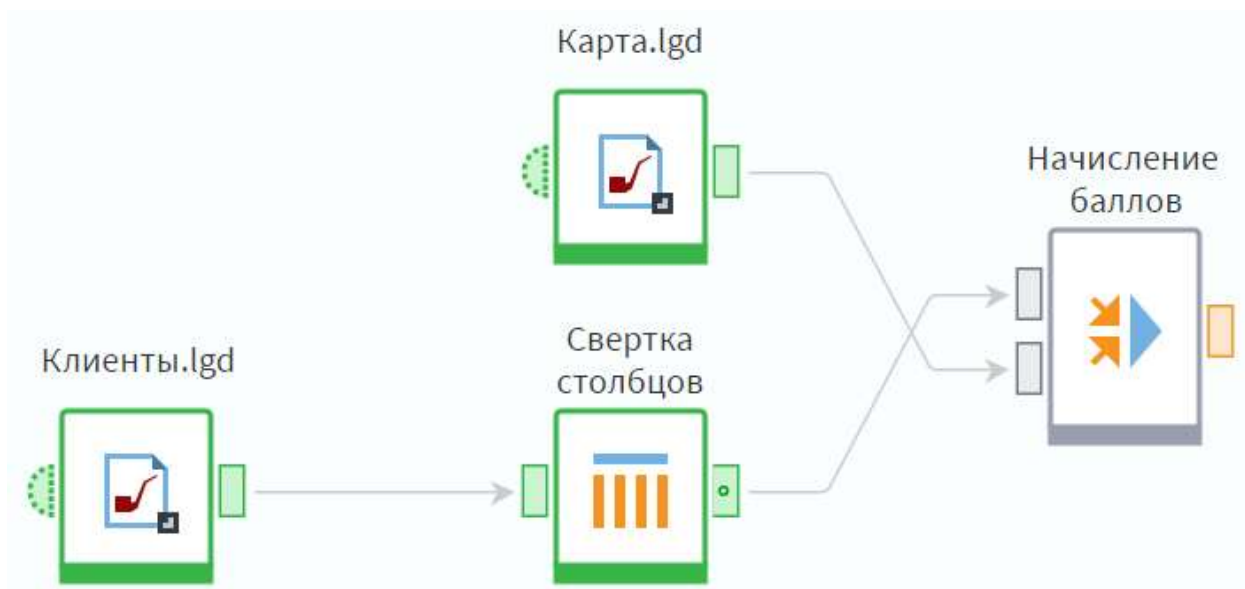 Карта.lgd
Начисление
баллов
Свертка
столбцов
Клиенты.lgd